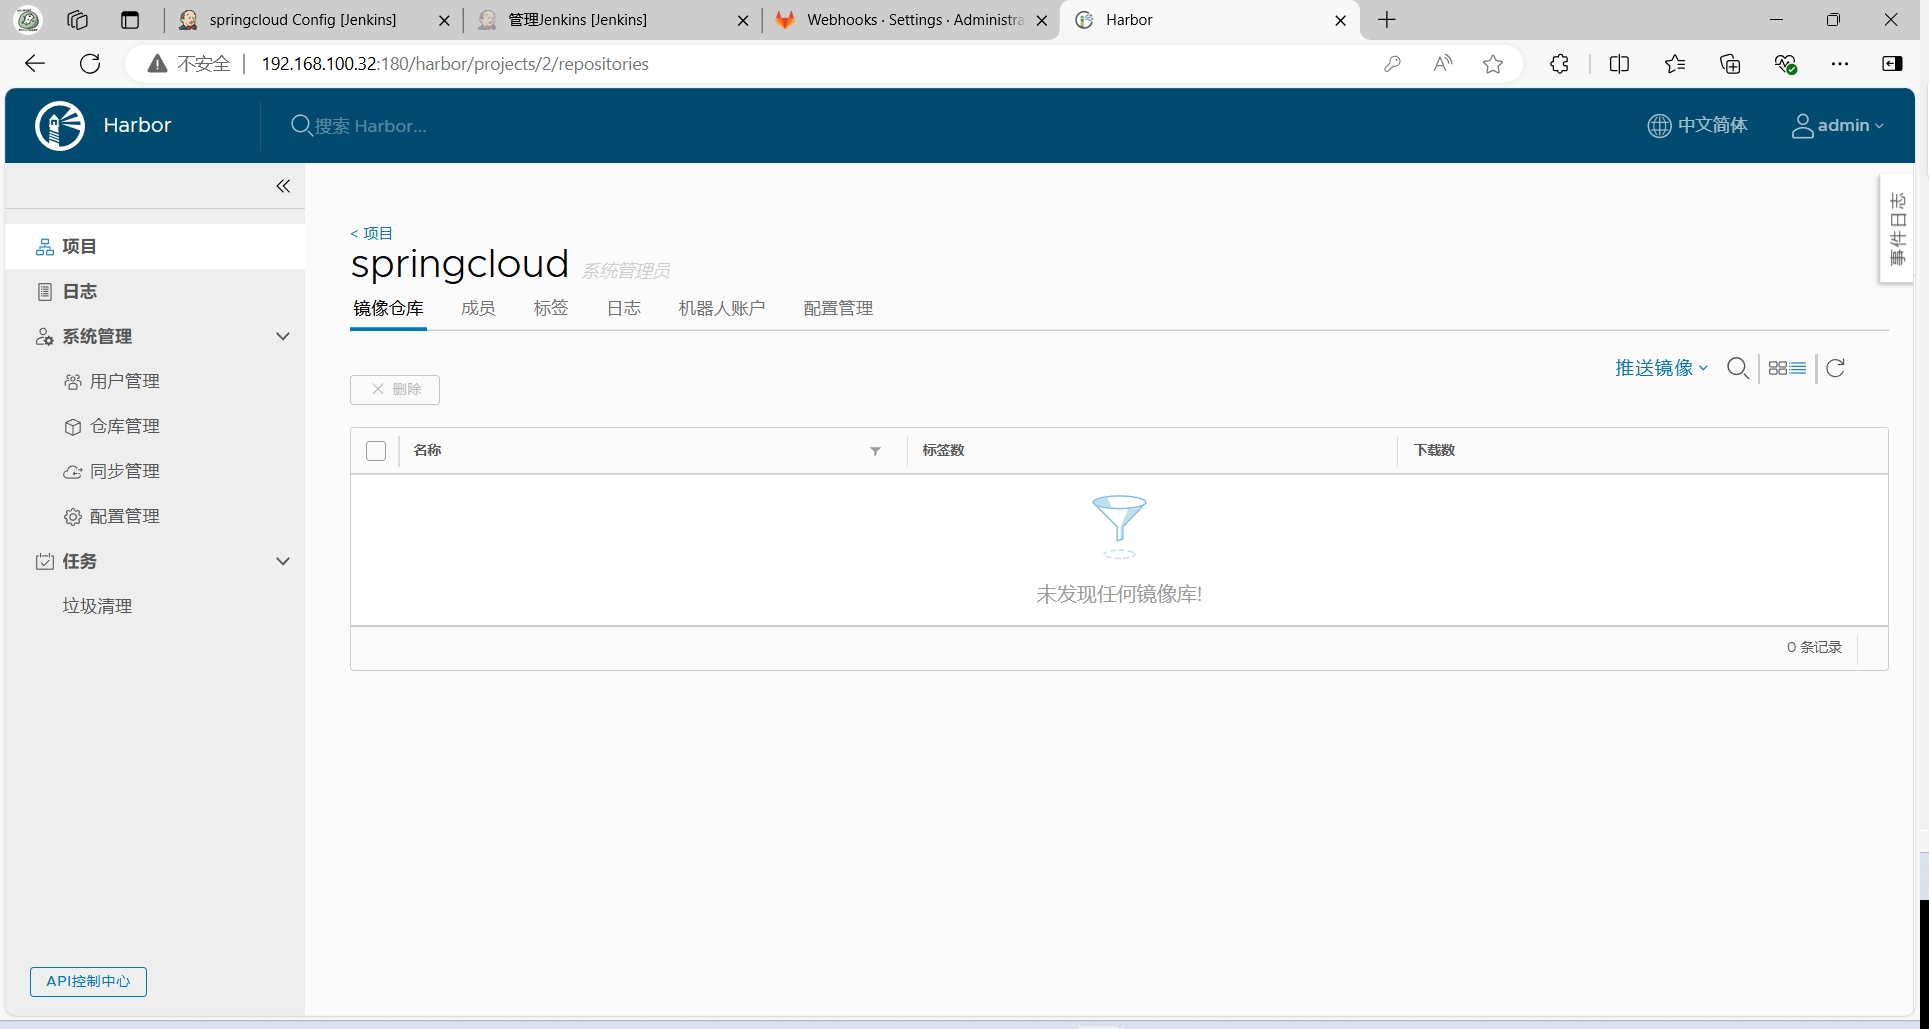 springcloud Config [Jenkins]
管理Jenkins [Jenkins]
Webhooks · Settings · Administra
Harbor
不安全
192.168.100.32:180/harbor/projects/2/repositories
Harbor
搜索 Harbor...
中文简体
admin
事件日志
项目
日志
系统管理
用户管理
仓库管理
同步管理
配置管理
任务
垃圾清理
API控制中心
< 项目
springcloud 系统管理员
镜像仓库 成员 标签 日志 机器人账户 配置管理
推送镜像
删除
名称 标签数 下载数
未发现任何镜像库!
0 条记录